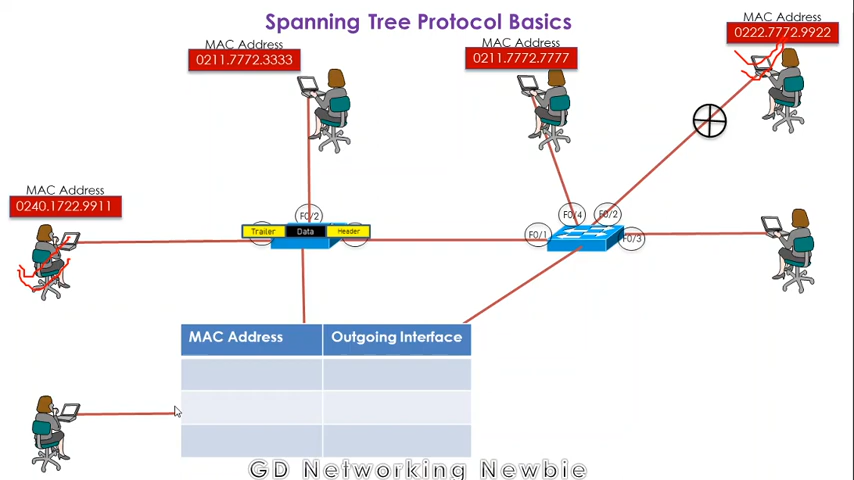 Spanning Tree Protocol Basics
MAC Address
0222.7772.9922
MAC Address
0211.7772.3333
MAC Address
0211.7772.7777
MAC Address
0240.1722.9911
F0/2
Trailer
Data
Header
F0/1
F0/4
F0/2
F0/3
MAC Address
Outgoing Interface
GD Networking Newbie